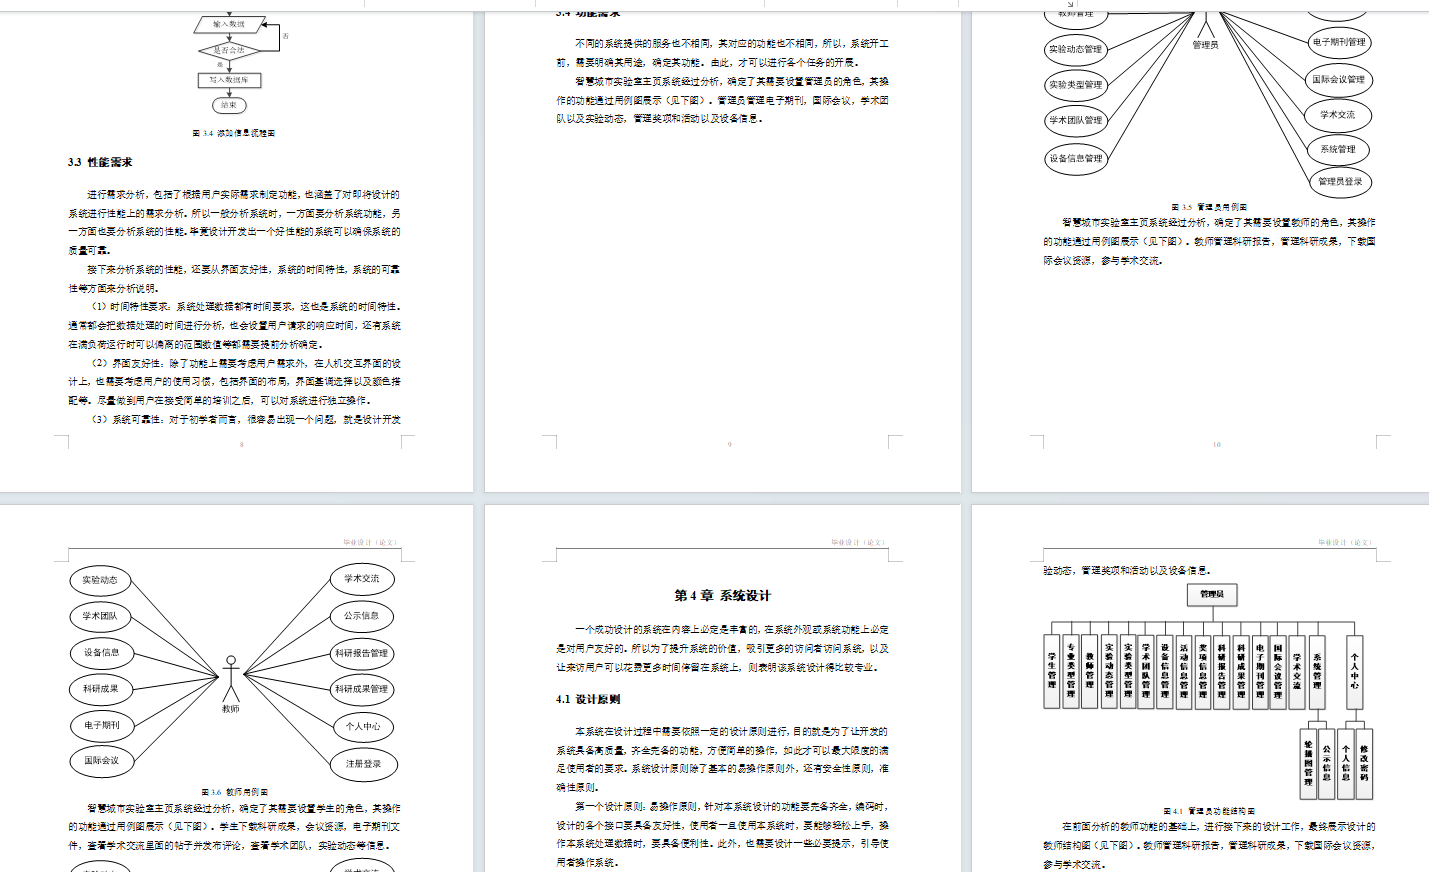 输入数据
否
是否合法
是
写入数据库
结束
图 3.4 添加信息流程图
3.3 性能需求
进行需求分析，包括了根据用户实际需求制定功能，也涵盖了对即将设计的
系统进行性能上的需求分析。所以一般分析系统时，一方面要分析系统功能，另
一方面也要分析系统的性能。毕竟设计开发出一个好性能的系统可以确保系统的
质量可靠。
接下来分析系统的性能，还要从界面友好性，系统的时间特性，系统的可靠
性等方面来分析说明。
（1）时间特性要求：系统处理数据都有时间要求，这也是系统的时间特性。
通常都会把数据处理的时间进行分析，也会设置用户请求的响应时间，还有系统
在满负荷运行时可以偏离的范围数值等都需要提前分析确定。
（2）界面友好性：除了功能上需要考虑用户需求外，在人机交互界面的设
计上，也需要考虑用户的使用习惯，包括界面的布局，界面基调选择以及颜色搭
配等。尽量做到用户在接受简单的培训之后，可以对系统进行独立操作。
（3）系统可靠性：对于初学者而言，很容易出现一个问题，就是设计开发
8
3.4 功能需求
不同的系统提供的服务也不相同，其对应的功能也不相同，所以，系统开工
前，需要明确其用途，确定其功能。由此，才可以进行各个任务的开展。
智慧城市实验室主页系统经过分析，确定了其需要设置管理员的角色，其操
作的功能通过用例图展示（见下图）。管理员管理电子期刊，国际会议，学术团
队以及实验动态，管理奖项和活动以及设备信息。
9
教师管理
实验动态管理
实验类型管理
学术团队管理
设备信息管理
管理员
电子期刊管理
国际会议管理
学术交流
系统管理
管理员登录
图 3.5 管理员用例图
智慧城市实验室主页系统经过分析，确定了其需要设置教师的角色，其操作
的功能通过用例图展示（见下图）。教师管理科研报告，管理科研成果，下载国
际会议资源，参与学术交流。
10
毕业设计（论文）
实验动态
学术团队
设备信息
科研成果
电子期刊
国际会议
教师
学术交流
公示信息
科研报告管理
科研成果管理
个人中心
注册登录
图 3.6 教师用例图
智慧城市实验室主页系统经过分析，确定了其需要设置学生的角色，其操作
的功能通过用例图展示（见下图）。学生下载科研成果，会议资源，电子期刊文
件，查看学术交流里面的帖子并发布评论，查看学术团队，实验动态等信息。
毕业设计（论文）
第 4 章 系统设计
一个成功设计的系统在内容上必定是丰富的，在系统外观或系统功能上必定
是对用户友好的。所以为了提升系统的价值，吸引更多的访问者访问系统，以及
让来访用户可以花费更多时间停留在系统上，则表明该系统设计得比较专业。
4.1 设计原则
本系统在设计过程中需要依照一定的设计原则进行，目的就是为了让开发的
系统具备高质量，齐全完备的功能，方便简单的操作，如此才可以最大限度的满
足使用者的要求。系统设计原则除了基本的易操作原则外，还有安全性原则，准
确性原则。
第一个设计原则：易操作原则，针对本系统设计的功能要完备齐全，编码时，
设计的各个接口要具备友好性，使用者一旦使用本系统时，要能够轻松上手，操
作本系统处理数据时，要具备便利性。此外，也需要设计一些必要提示，引导使
用者操作系统。
毕业设计（论文）
验动态，管理奖项和活动以及设备信息。
管理员
学生管理
专业类型管理
教师管理
实验动态管理
实验类型管理
学术团队管理
设备信息管理
活动信息管理
奖项信息管理
科研报告管理
科研成果管理
电子期刊管理
国际会议管理
学术交流
系统管理
个人中心
轮播图管理
公示信息
个人信息
修改密码
图 4.1 管理员功能结构图
在前面分析的教师功能的基础上，进行接下来的设计工作，最终展示设计的
教师结构图（见下图）。教师管理科研报告，管理科研成果，下载国际会议资源，
参与学术交流。